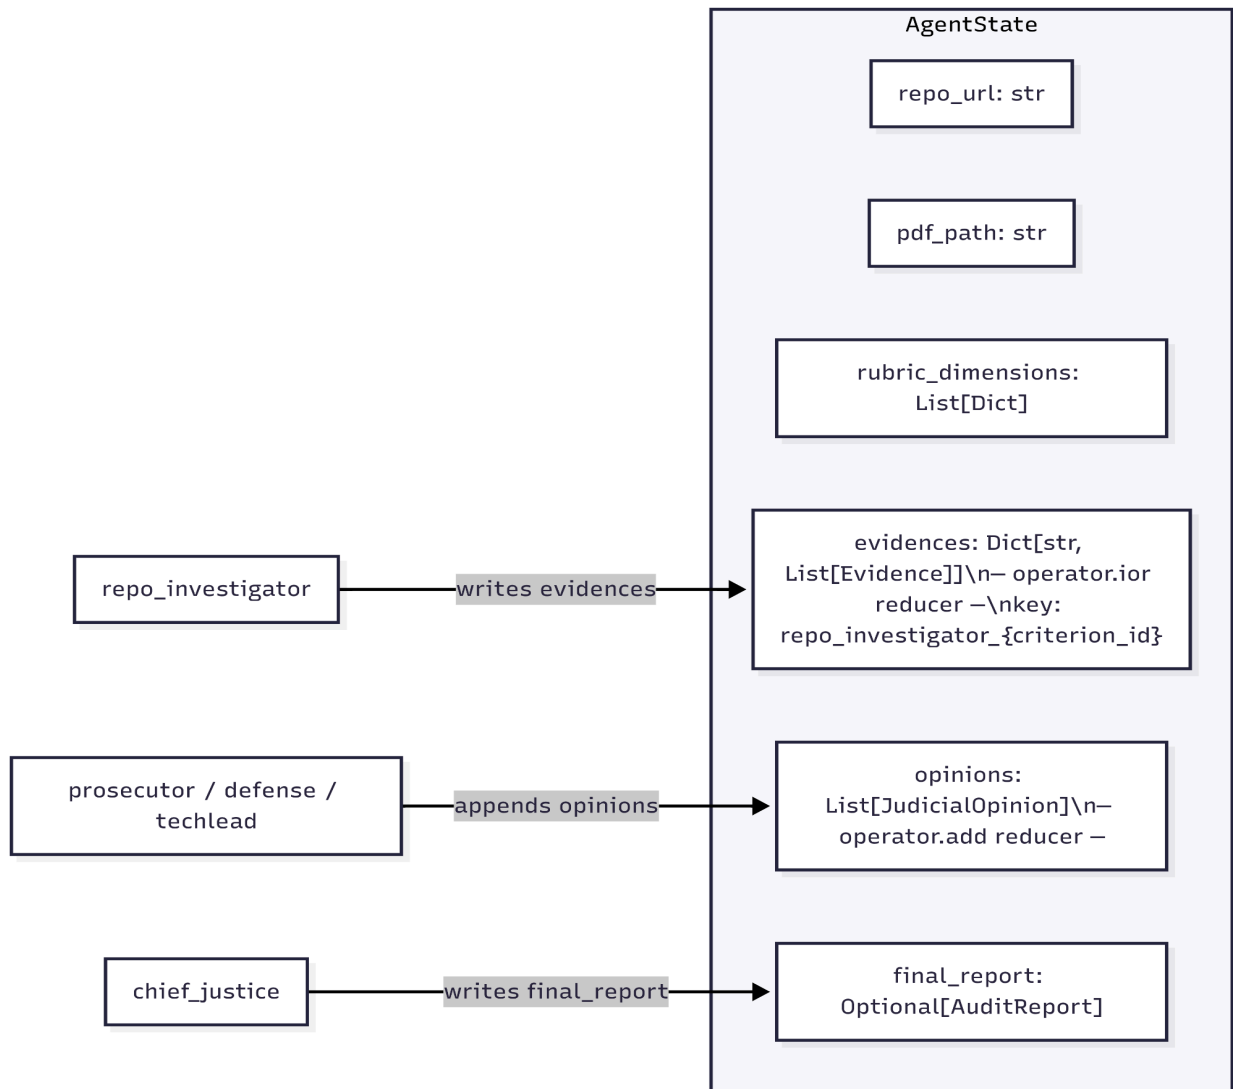 AgentState
repo_url: str
pdf_path: str
rubric_dimensions:
List[Dict]
repo_investigator
writes evidences
evidences: Dict[str,
List[Evidence]]\n— operator.ior
reducer —\nkey:
repo_investigator_{criterion_id}
prosecutor / defense /
techlead
appends opinions
opinions:
List[JudicialOpinion]\n—
operator.add reducer —
chief_justice
writes final_report
final_report:
Optional[AuditReport]